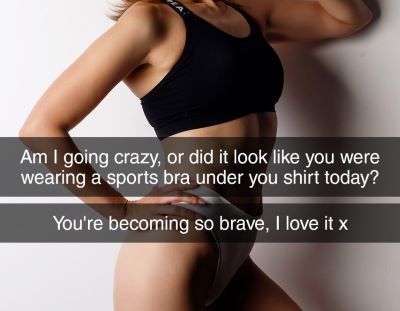 Am I going crazy, or did it look like you were
wearing a sports bra under you shirt today?
You're becoming so brave, I love it x